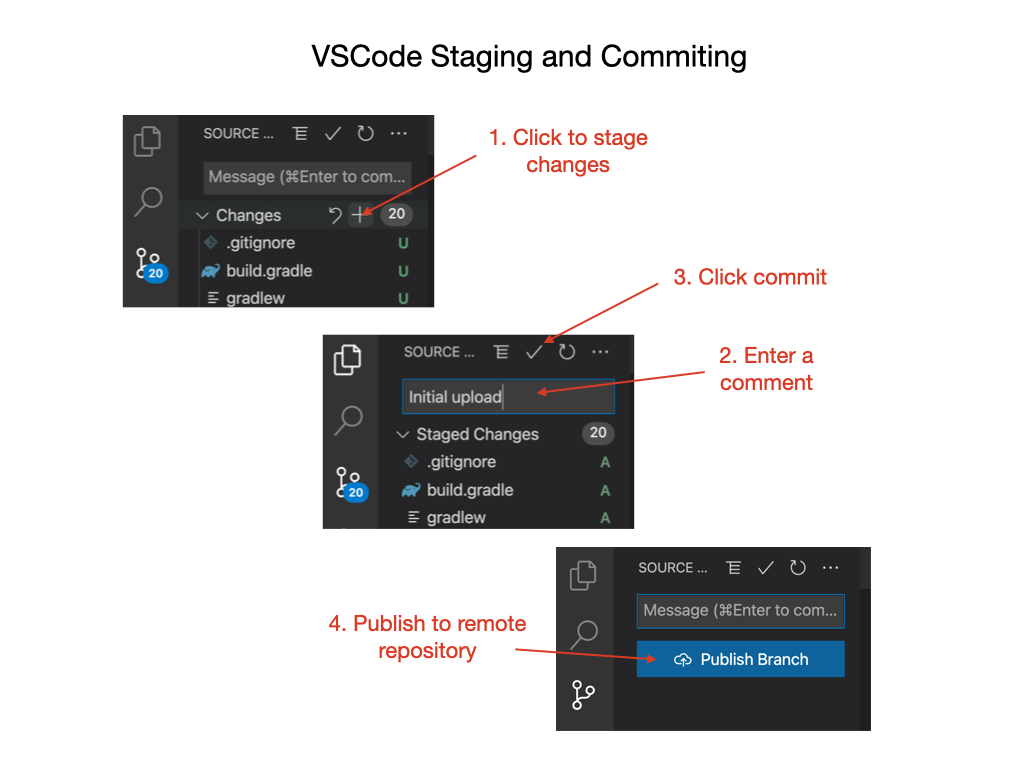 VSCode Staging and Commiting
SOURCE ...
1. Click to stage
changes
Message (⌘Enter to com...
Changes 20
.gitignore U
build.gradle U
gradlew U
20
3. Click commit
SOURCE ...
2. Enter a
comment
Initial upload
Staged Changes 20
.gitignore A
build.gradle A
gradlew A
20
SOURCE ...
Message (⌘Enter to com...
4. Publish to remote
repository
Publish Branch